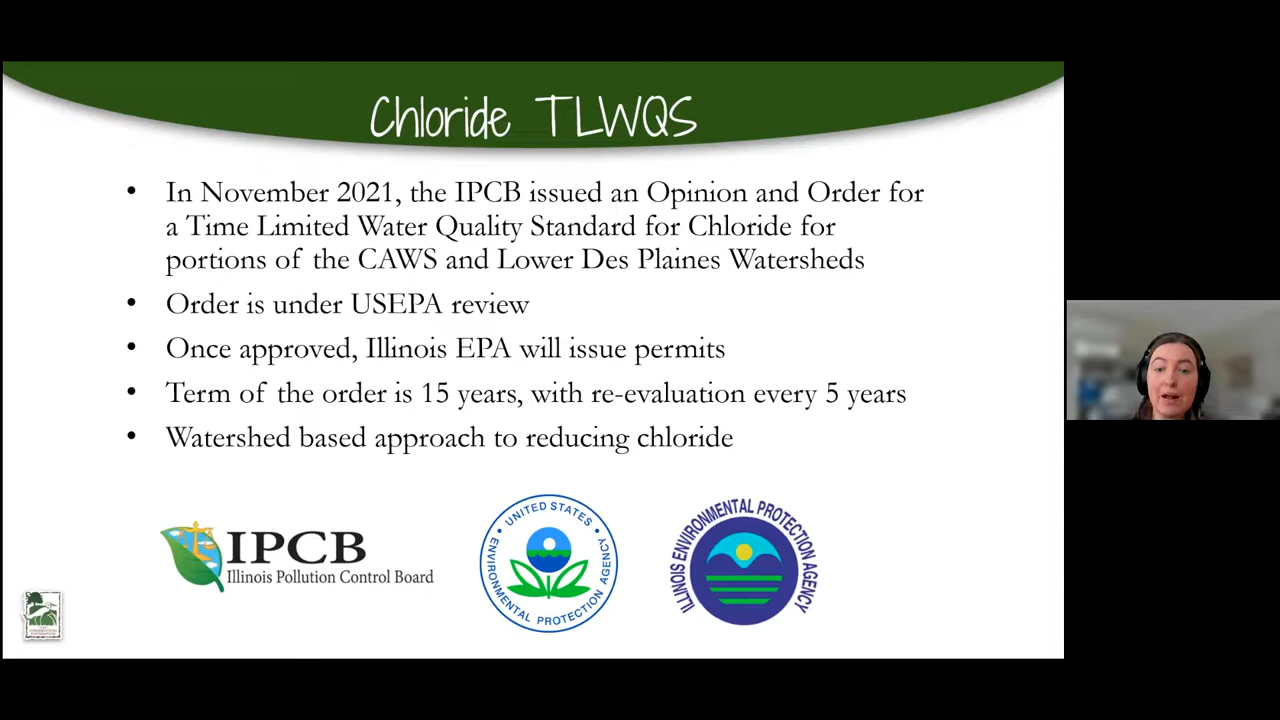 Chloride TLWQS
• In November 2021, the IPCB issued an Opinion and Order for
a Time Limited Water Quality Standard for Chloride for
portions of the CAWS and Lower Des Plaines Watersheds
• Order is under USEPA review
• Once approved, Illinois EPA will issue permits
• Term of the order is 15 years, with re-evaluation every 5 years
• Watershed based approach to reducing chloride
IPCB
Illinois Pollution Control Board
UNITED STATES
ENVIRONMENTAL PROTECTION AGENCY
ILLINOIS ENVIRONMENTAL PROTECTION AGENCY